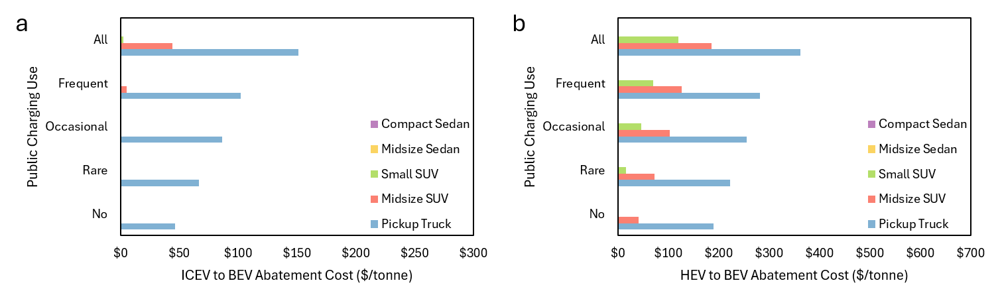 a
Public Charging Use
All
Frequent
Occasional
Rare
No
Compact Sedan
Midsize Sedan
Small SUV
Midsize SUV
Pickup Truck
$0 $50 $100 $150 $200 $250 $300
ICEV to BEV Abatement Cost ($/tonne)
b
Public Charging Use
All
Frequent
Occasional
Rare
No
Compact Sedan
Midsize Sedan
Small SUV
Midsize SUV
Pickup Truck
$0 $100 $200 $300 $400 $500 $600 $700
HEV to BEV Abatement Cost ($/tonne)